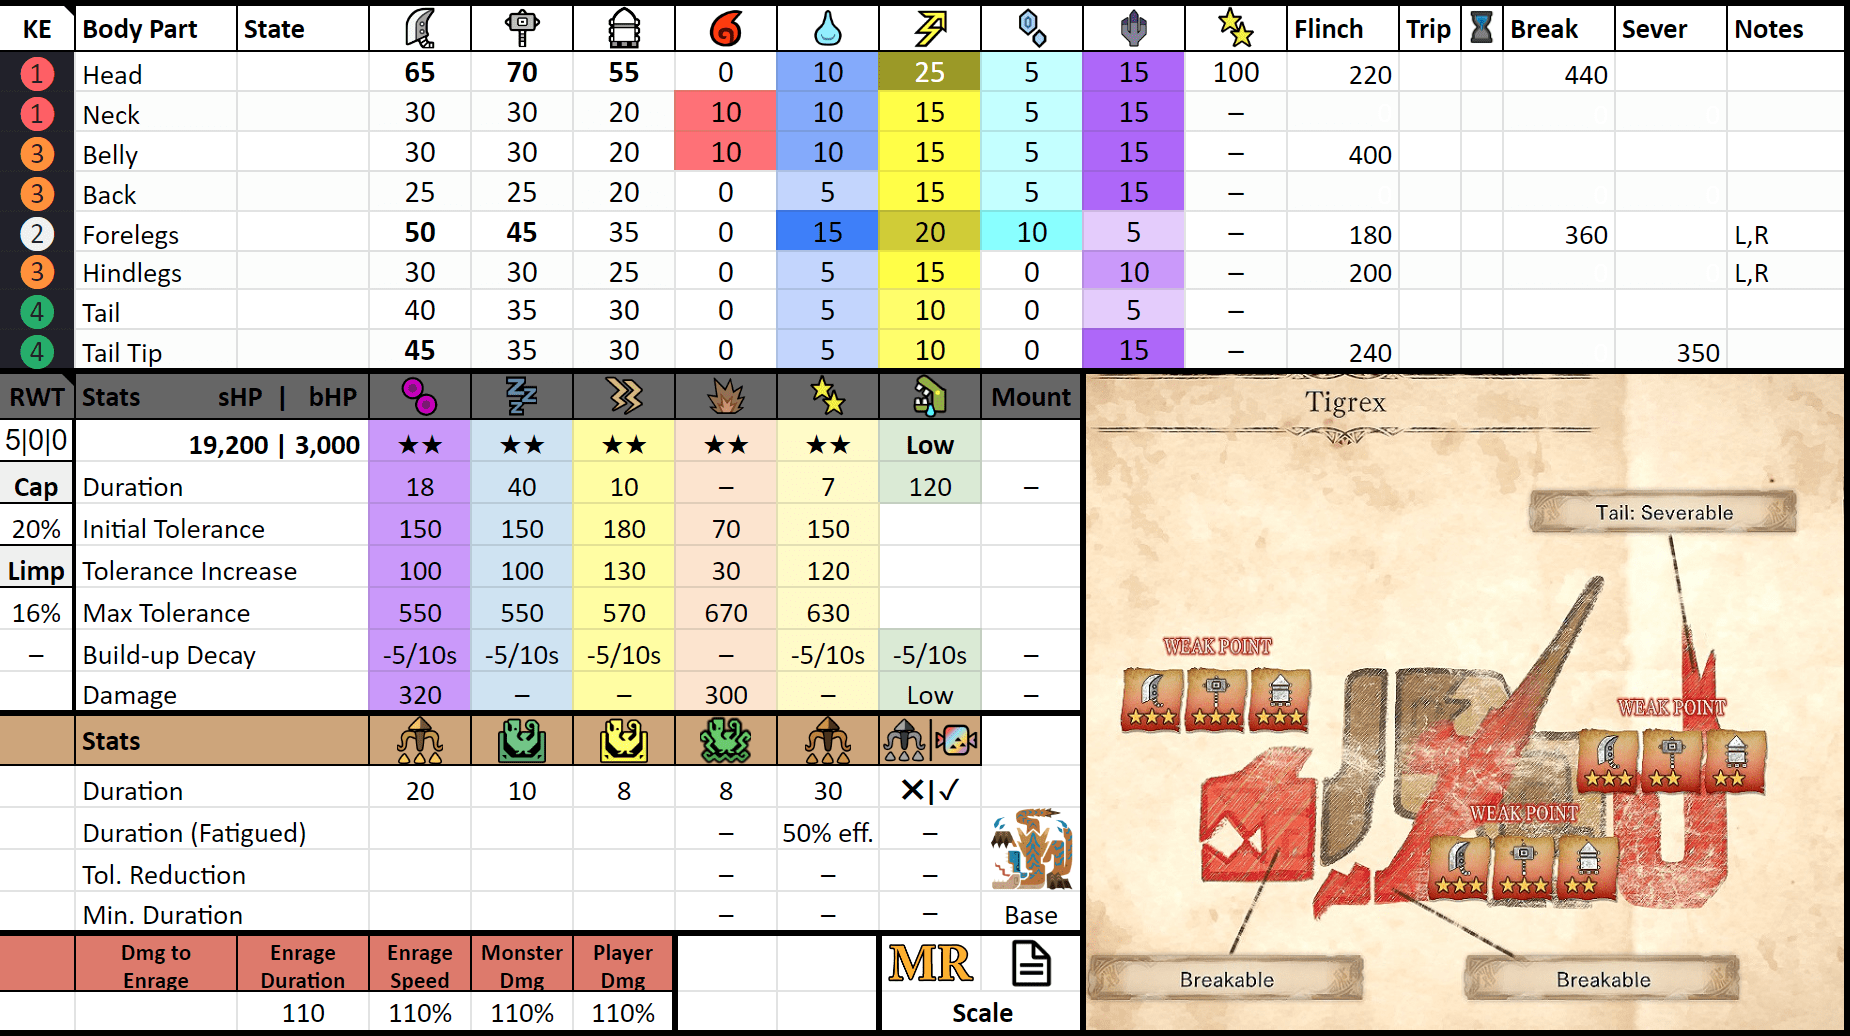 KE Body Part State Flinch Trip Break Sever Notes
1 Head 65 70 55 0 10 25 5 15 100 220 440
1 Neck 30 30 20 10 10 15 5 15 –
3 Belly 30 30 20 10 10 15 5 15 – 400
3 Back 25 25 20 0 5 15 5 15 –
2 Forelegs 50 45 35 0 15 20 10 5 – 180 360 L,R
3 Hindlegs 30 30 25 0 5 15 0 10 – 200 L,R
4 Tail 40 35 30 0 5 10 0 5 –
4 Tail Tip 45 35 30 0 5 10 0 15 – 240 350
RWT Stats sHP | bHP Mount
5|0|0 19,200 | 3,000 ★★ ★★ ★★ ★★ ★★ Low
Cap Duration 18 40 10 – 7 120 –
20% Initial Tolerance 150 150 180 70 150
Limp Tolerance Increase 100 100 130 30 120
16% Max Tolerance 550 550 570 670 630
– Build-up Decay -5/10s -5/10s -5/10s – -5/10s -5/10s –
Damage 320 – – 300 – Low –
Stats
Duration 20 10 8 8 30 ✕|✓
Duration (Fatigued) – 50% eff. –
Tol. Reduction – – –
Min. Duration – – – Base
Dmg to Enrage
Enrage Duration
Enrage Speed
Monster Dmg
Player Dmg
MR
110 110% 110% 110% Scale
Tigrex
Tail: Severable
WEAK POINT
★★★ ★★★ ★★★
WEAK POINT
★★★ ★★ ★★
WEAK POINT
★★★ ★★★ ★★
Breakable
Breakable